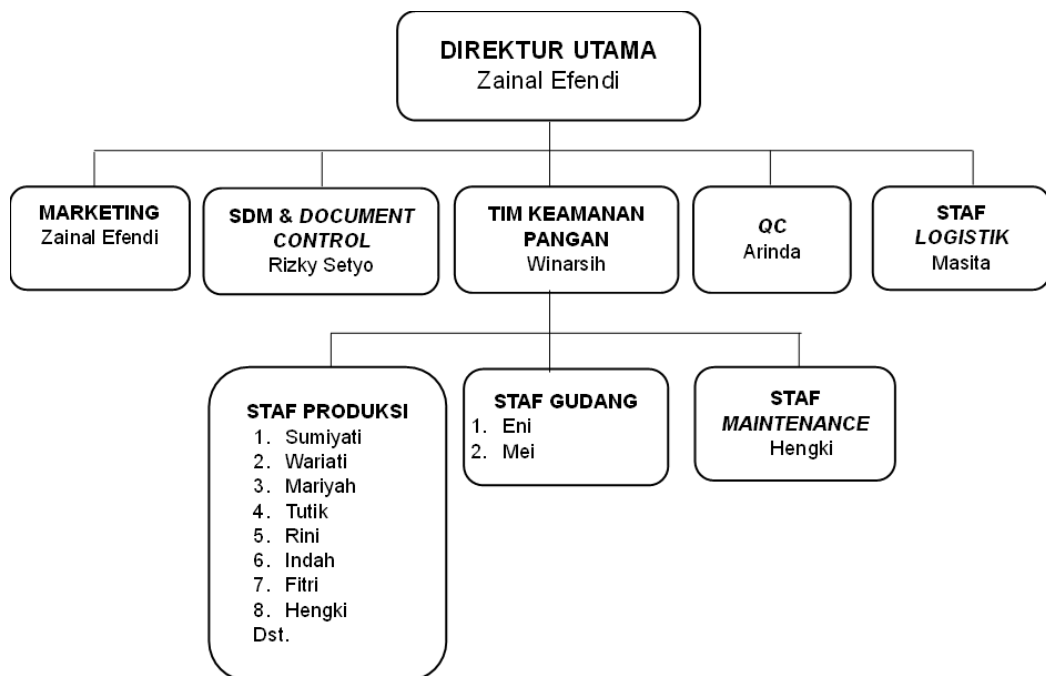 DIREKTUR UTAMA
Zainal Efendi
MARKETING
Zainal Efendi
SDM & DOCUMENT
CONTROL
Rizky Setyo
TIM KEAMANAN
PANGAN
Winarsih
QC
Arinda
STAF
LOGISTIK
Masita
STAF PRODUKSI
1. Sumiyati
2. Wariati
3. Mariyah
4. Tutik
5. Rini
6. Indah
7. Fitri
8. Hengki
Dst.
STAF GUDANG
1. Eni
2. Mei
STAF
MAINTENANCE
Hengki